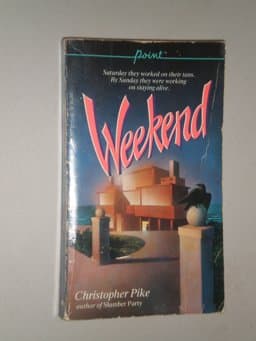 point
Saturday they worked on their tans.
By Sunday they were working
on staying alive.
Weekend
Christopher Pike
author of Slumber Party